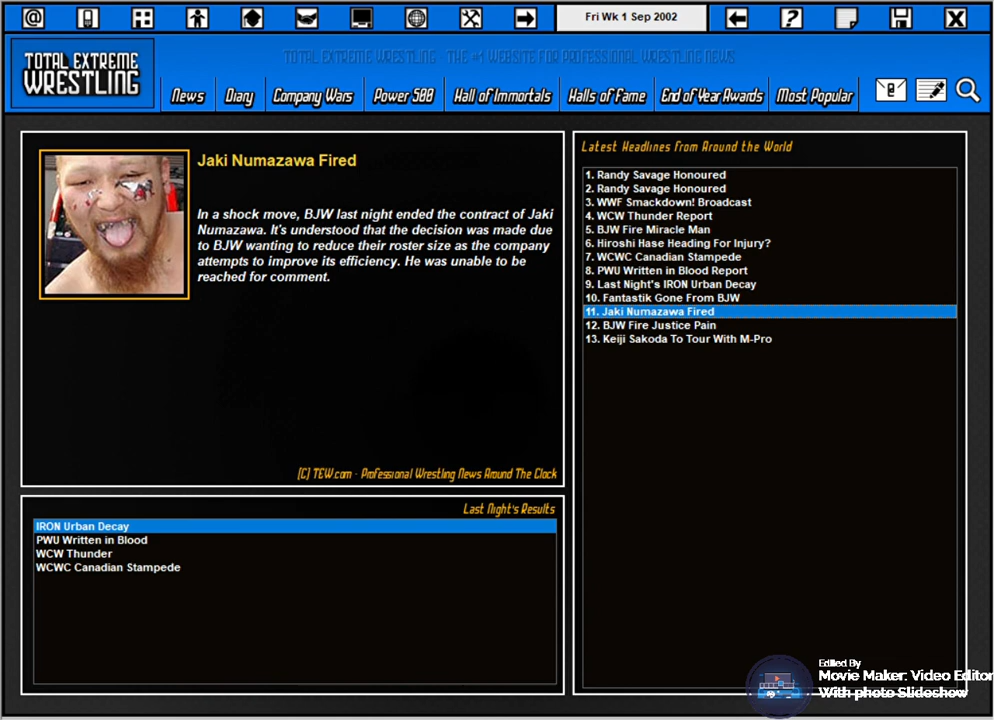 Fri Wk 1 Sep 2002
TOTAL EXTREME
WRESTLING
TOTAL EXTREME WRESTLING THE #1 WEBSITE FOR PROFESSIONAL WRESTLING NEWS
News Diary Company Wars Power 500 Hall of Immortals Halls of Fame End of Year Awards Most Popular
Jaki Numazawa Fired
In a shock move, BJW last night ended the contract of Jaki
Numazawa. It's understood that the decision was made due
to BJW wanting to reduce their roster size as the company
attempts to improve its efficiency. He was unable to be
reached for comment.
(C) TEW.com - Professional Wrestling News Around The Clock
Last Night's Results
IRON Urban Decay
PWU Written in Blood
WCW Thunder
WCWC Canadian Stampede
Latest Headlines From Around the World
1. Randy Savage Honoured
2. Randy Savage Honoured
3. WWF Smackdown! Broadcast
4. WCW Thunder Report
5. BJW Fire Miracle Man
6. Hiroshi Hase Heading For Injury?
7. WCWC Canadian Stampede
8. PWU Written in Blood Report
9. Last Night's IRON Urban Decay
10. Fantastik Gone From BJW
11. Jaki Numazawa Fired
12. BJW Fire Justice Pain
13. Keiji Sakoda To Tour With M-Pro
Edited By
Movie Maker: Video Editor
With photo Slideshow